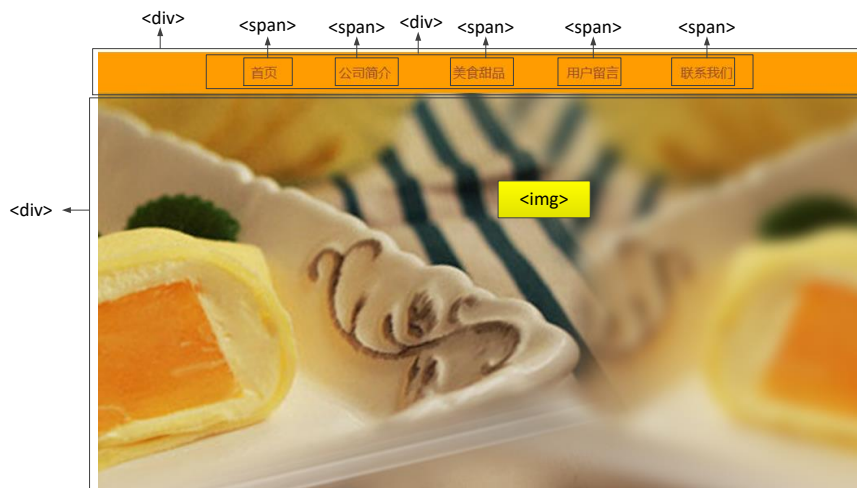 <div>
<span> <span> <div> <span> <span> <span>
首页 公司简介 美食甜品 用户留言 联系我们
<img>
<div>